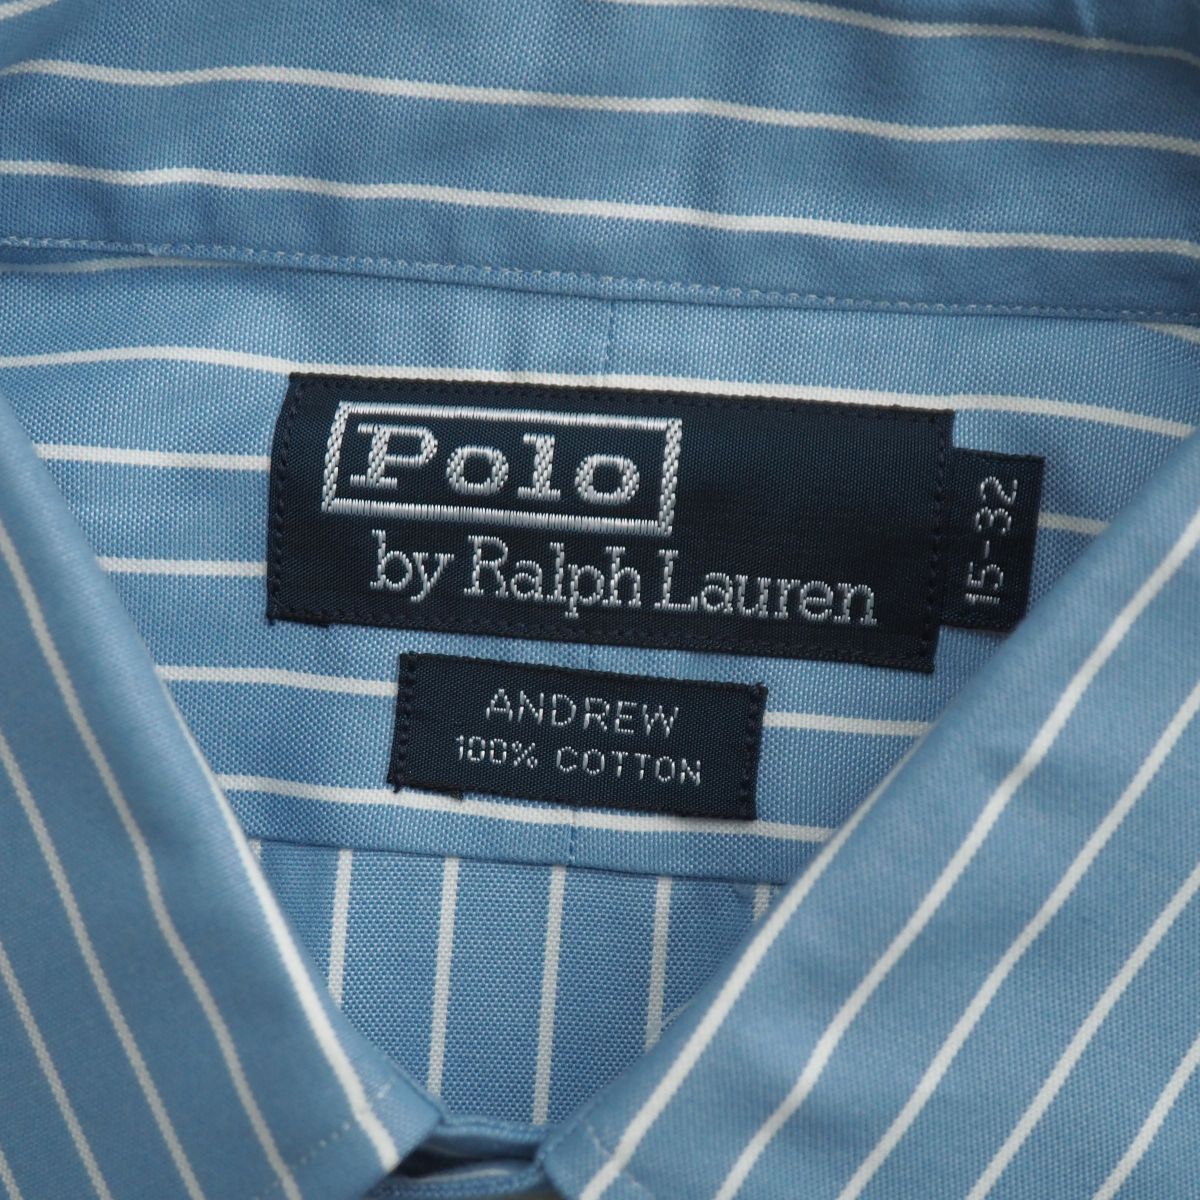 Polo
by Ralph Lauren
15-32
ANDREW
100% COTTON